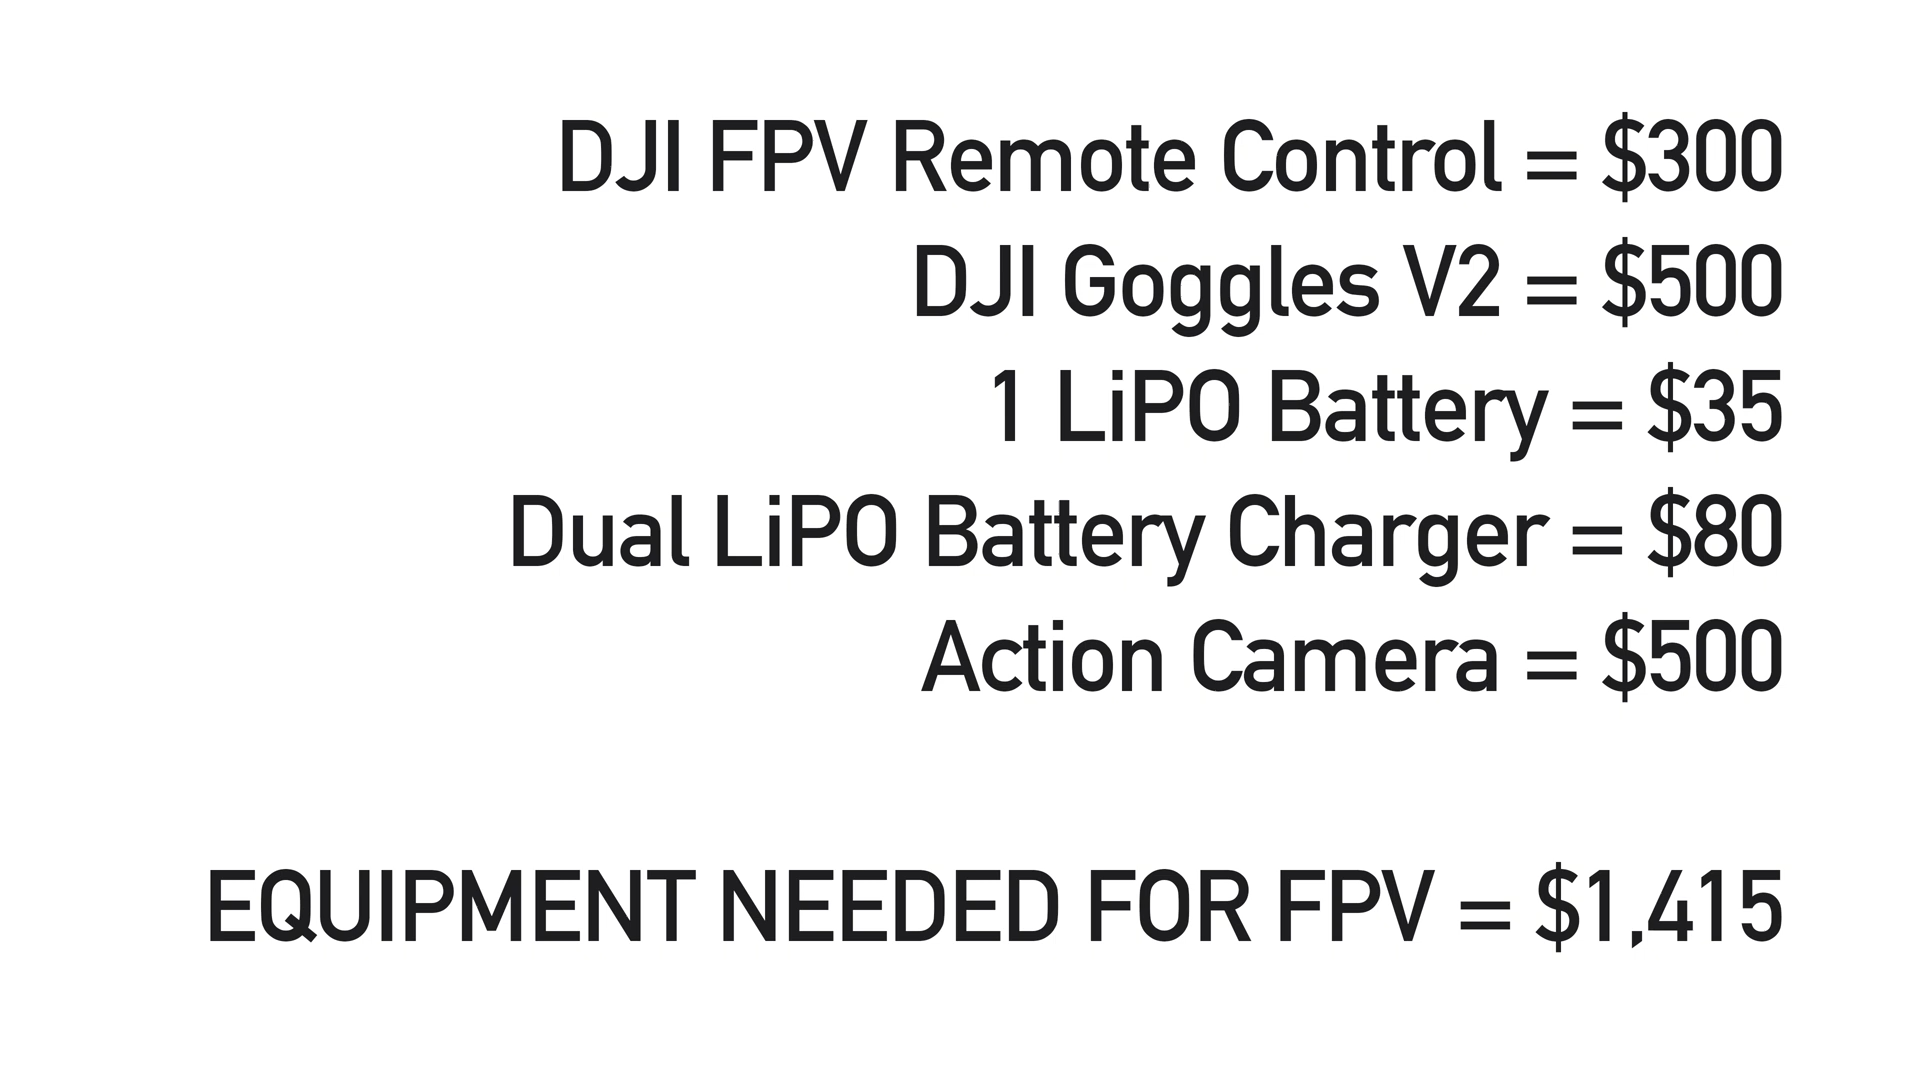 DJI FPV Remote Control = $300
DJI Goggles V2 = $500
1 LiPO Battery = $35
Dual LiPO Battery Charger = $80
Action Camera = $500
EQUIPMENT NEEDED FOR FPV = $1,415